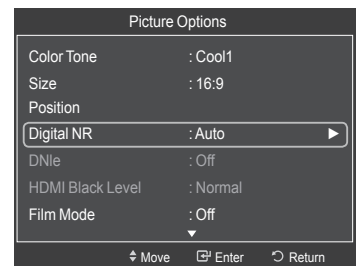 Picture Options
Color Tone : Cool1
Size : 16:9
Position
Digital NR : Auto
DNIe : Off
HDMI Black Level : Normal
Film Mode : Off
Move Enter Return